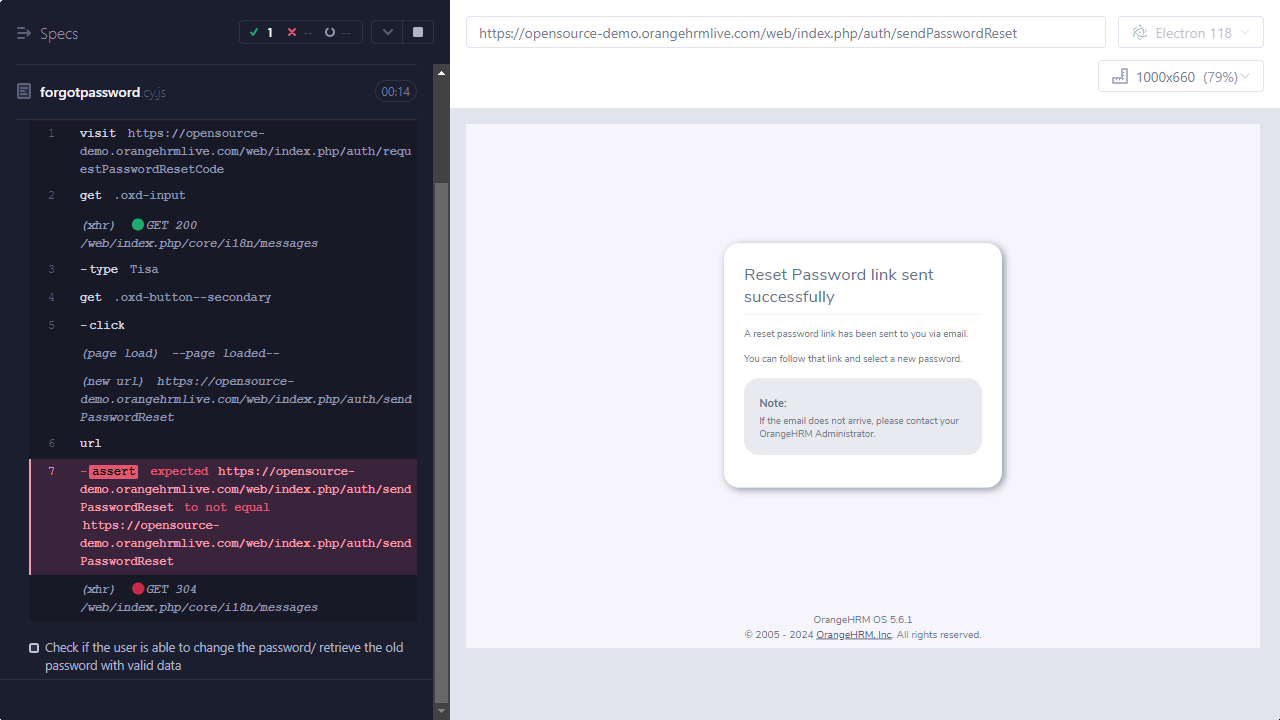 Specs
1
--
--
forgotpassword.cy.js
00:14
1 visit https://opensource-
demo.orangehrmlive.com/web/index.php/auth/requ
estPasswordResetCode
2 get .oxd-input
(xhr) GET 200
/web/index.php/core/i18n/messages
3 -type Tisa
4 get .oxd-button--secondary
5 -click
(page load) --page loaded--
(new url) https://opensource-
demo.orangehrmlive.com/web/index.php/auth/send
PasswordReset
6 url
7 -assert expected https://opensource-
demo.orangehrmlive.com/web/index.php/auth/send
PasswordReset to not equal
https://opensource-
demo.orangehrmlive.com/web/index.php/auth/send
PasswordReset
(xhr) GET 304
/web/index.php/core/i18n/messages
Check if the user is able to change the password/ retrieve the old
password with valid data
https://opensource-demo.orangehrmlive.com/web/index.php/auth/sendPasswordReset
Electron 118
1000x660 (79%)
Reset Password link sent
successfully
A reset password link has been sent to you via email.
You can follow that link and select a new password.
Note:
If the email does not arrive, please contact your
OrangeHRM Administrator.
OrangeHRM OS 5.6.1
© 2005 - 2024 OrangeHRM, Inc. All rights reserved.